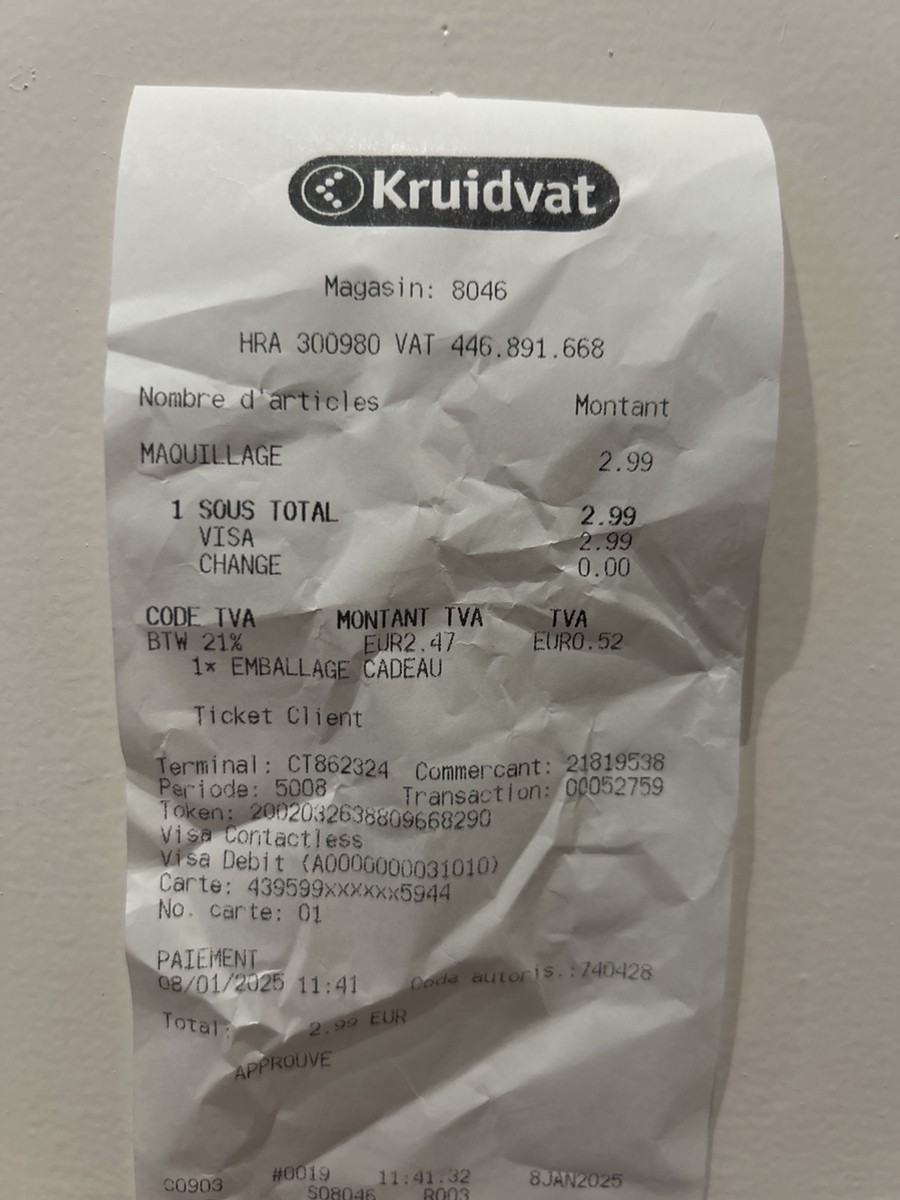 Kruidvat
Magasin: 8046
HRA 300980 VAT 446.891.668
Nombre d'articles Montant
MAQUILLAGE 2.99
1 SOUS TOTAL 2.99
VISA 2.99
CHANGE 0.00
CODE TVA MONTANT TVA TVA
BTW 21% EUR2.47 EUR0.52
1* EMBALLAGE CADEAU
Ticket Client
Terminal: CT862324 Commercant: 21819538
Periode: 5008 Transaction: 00052759
Token: 2002032638809668290
Visa Contactless
Visa Debit (A0000000031010)
Carte: 439599xxxxxx5944
No. carte: 01
PAIEMENT
08/01/2025 11:41 Code autoris.:740428
Total: 2.99 EUR
APPROUVE
C0903 #0019 11:41:32 8JAN2025
S08046 R003